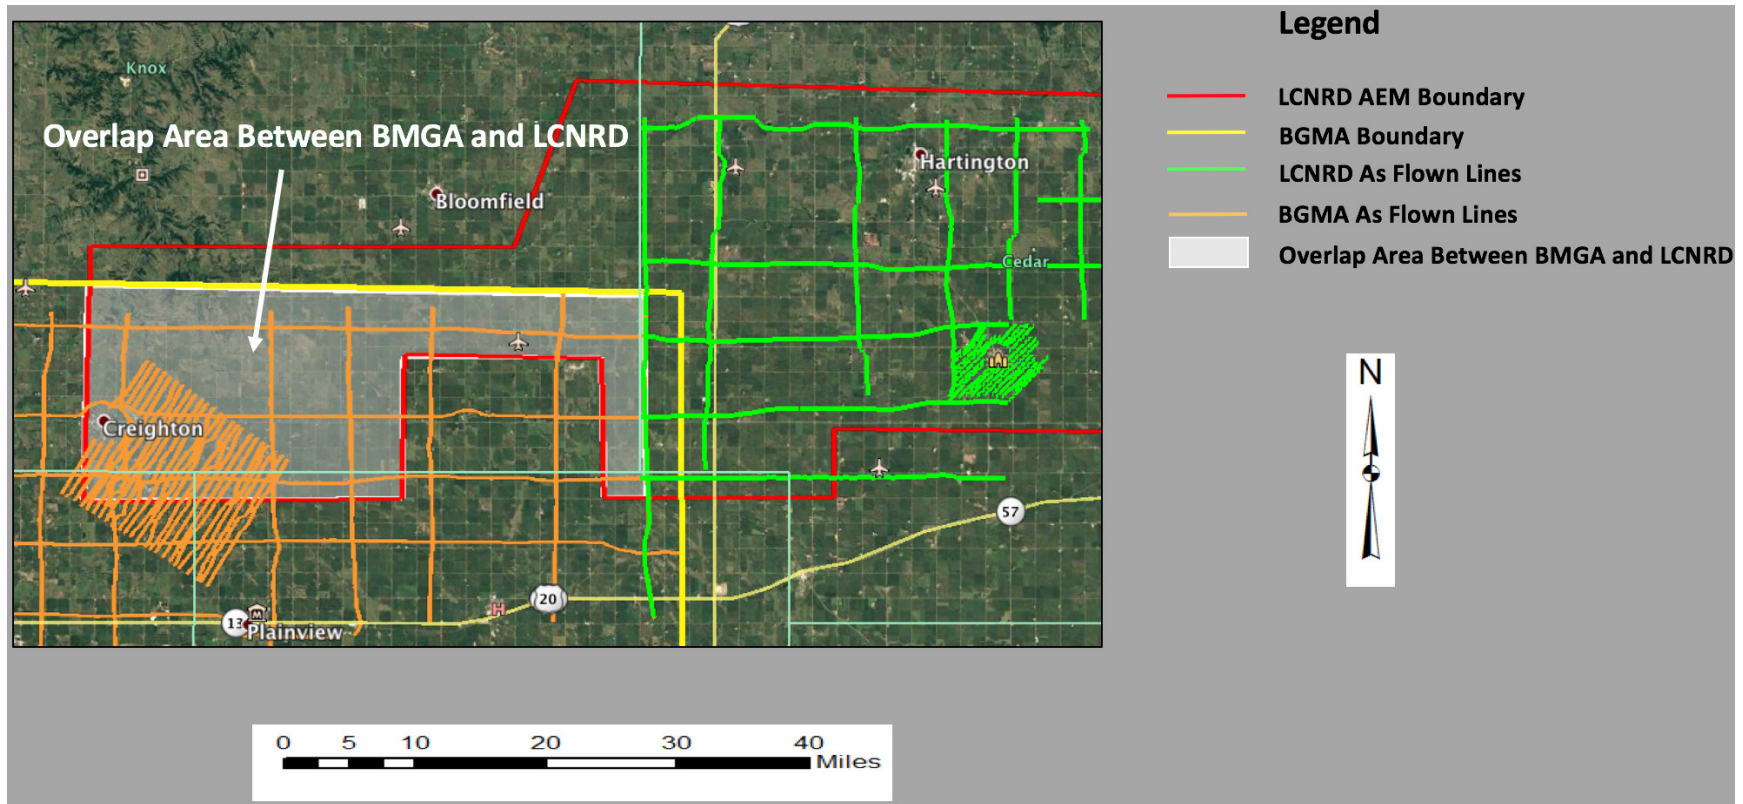 Legend
Knox
LCNRD AEM Boundary
Overlap Area Between BMGA and LCNRD
BGMA Boundary
Hartington
LCNRD As Flown Lines
Bloomfield
BGMA As Flown Lines
Overlap Area Between BMGA and LCNRD
Cedar
N
Creighton
57
20
H
13
Plainview
0 5 10 20 30 40
Miles